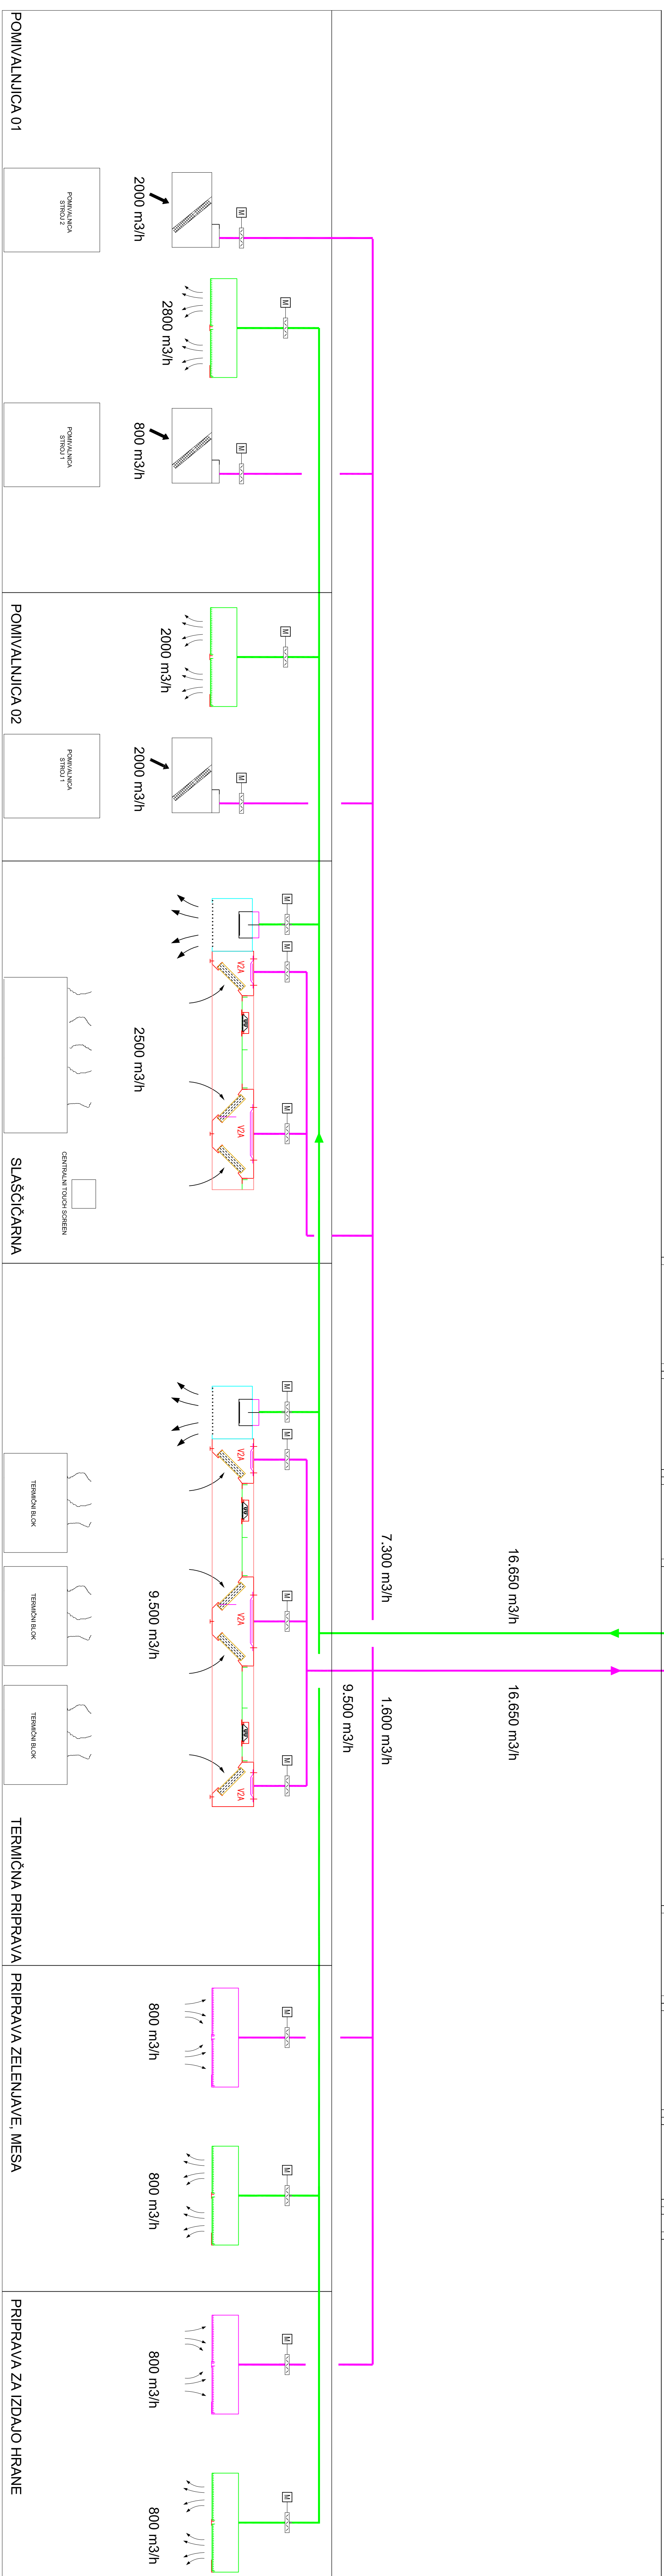 POMIVALNJICA 01
POMIVALNICA
STROJ 2
2000 m3/h
M
2800 m3/h
M
POMIVALNICA
STROJ 1
800 m3/h
M
POMIVALNJICA 02
2000 m3/h
M
POMIVALNICA
STROJ 1
2000 m3/h
M
SLAŠČIČARNA
2500 m3/h
CENTRALNI TOUCH SCREEN
V2A
V2A
M
M
M
TERMIČNA PRIPRAVA
TERMIČNI BLOK
TERMIČNI BLOK
TERMIČNI BLOK
9.500 m3/h
V2A
V2A
V2A
M
M
M
M
7.300 m3/h
16.650 m3/h
9.500 m3/h
1.600 m3/h
16.650 m3/h
PRIPRAVA ZELENJAVE, MESA
800 m3/h
M
800 m3/h
M
PRIPRAVA ZA IZDAJO HRANE
800 m3/h
M
800 m3/h
M